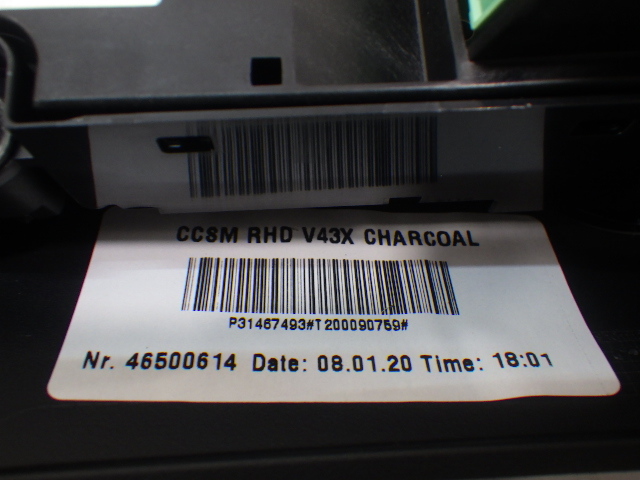 CCSM RHD V43X CHARCOAL
P31467493#T200090759#
Nr. 46500614 Date: 08.01.20 Time: 18:01